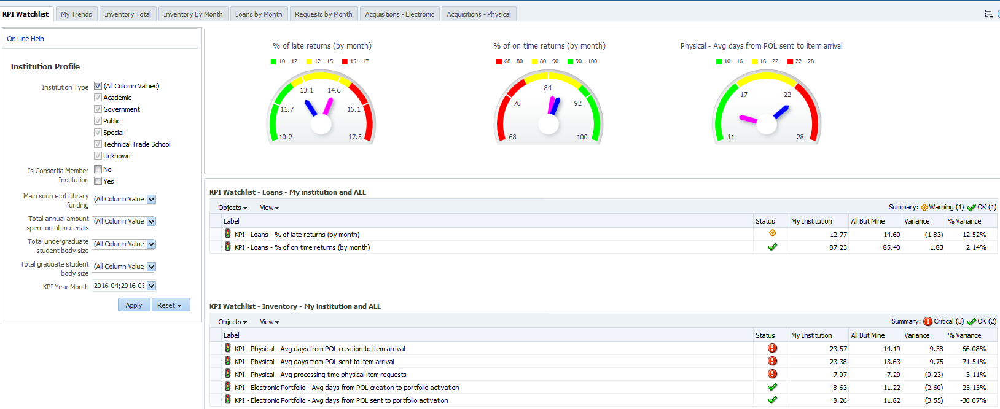 KPI Watchlist My Trends Inventory Total Inventory By Month Loans by Month Requests by Month Acquisitions - Electronic Acquisitions - Physical
On Line Help
Institution Profile
Institution Type (All Column Values)
Academic
Government
Public
Special
Technical Trade School
Unknown
Is Consortia Member Institution No
Yes
Main source of Library funding (All Column Value
Total annual amount spent on all materials (All Column Value
Total undergraduate student body size (All Column Value
Total graduate student body size (All Column Value
KPI Year Month 2016-04;2016-05
Apply Reset
% of late returns (by month)
10 - 12 12 - 15 15 - 17
10.2 11.7 13.1 14.6 16.1 17.5
% of on time returns (by month)
68 - 80 80 - 90 90 - 100
68 76 84 92 100
Physical - Avg days from POL sent to item arrival
10 - 16 16 - 22 22 - 28
11 17 22 28
KPI Watchlist - Loans - My institution and ALL
Objects View Summary: Warning (1) OK (1)
Label Status My Institution All But Mine Variance % Variance
KPI - Loans - % of late returns (by month) 12.77 14.60 (1.83) -12.52%
KPI - Loans - % of on time returns (by month) 87.23 85.40 1.83 2.14%
KPI Watchlist - Inventory - My institution and ALL
Objects View Summary: Critical (3) OK (2)
Label Status My Institution All But Mine Variance % Variance
KPI - Physical - Avg days from POL creation to item arrival 23.57 14.19 9.38 66.08%
KPI - Physical - Avg days from POL sent to item arrival 23.38 13.63 9.75 71.51%
KPI - Physical - Avg processing time physical item requests 7.07 7.29 (0.23) -3.11%
KPI - Electronic Portfolio - Avg days from POL creation to portfolio activation 8.63 11.22 (2.60) -23.13%
KPI - Electronic Portfolio - Avg days from POL sent to portfolio activation 8.26 11.82 (3.55) -30.07%